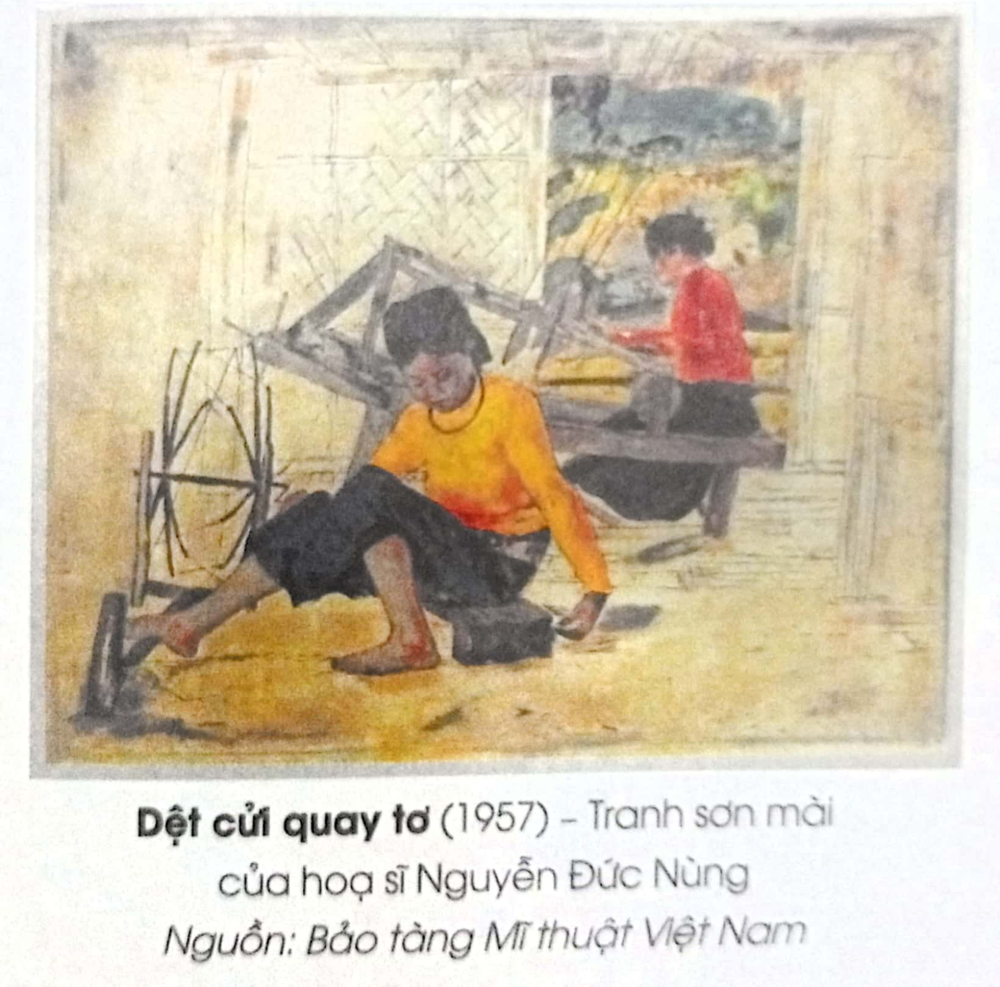 Dệt cửi quay tơ (1957) – Tranh sơn mài
của hoạ sĩ Nguyễn Đức Nùng
Nguồn: Bảo tàng Mĩ thuật Việt Nam